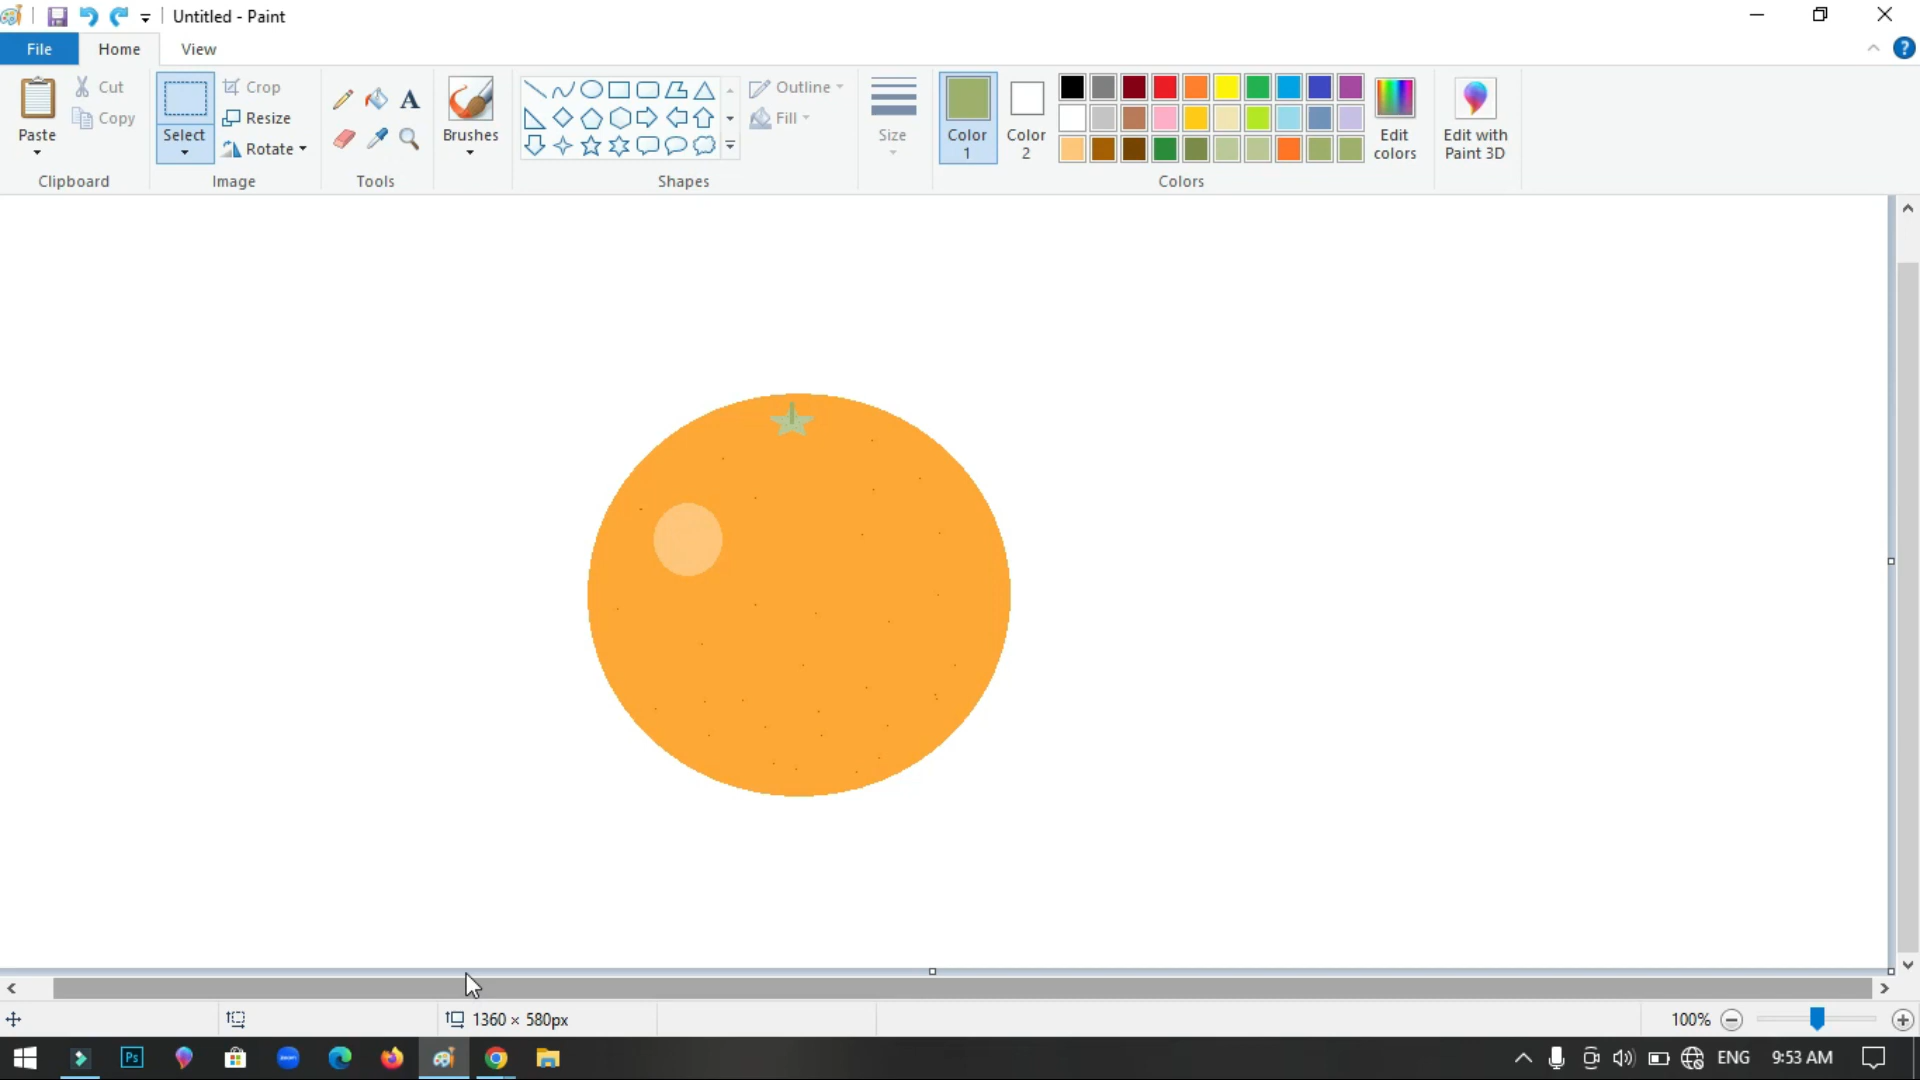 Untitled - Paint
File Home View
Paste
Cut
Copy
Clipboard
Select
Crop
Resize
Rotate
Image
A
Tools
Brushes
Shapes
Outline
Fill
Size
Color 1
Color 2
Colors
Edit colors
Edit with Paint 3D
?
1360 × 580px
100%
Ps
zoom
ENG 9:53 AM